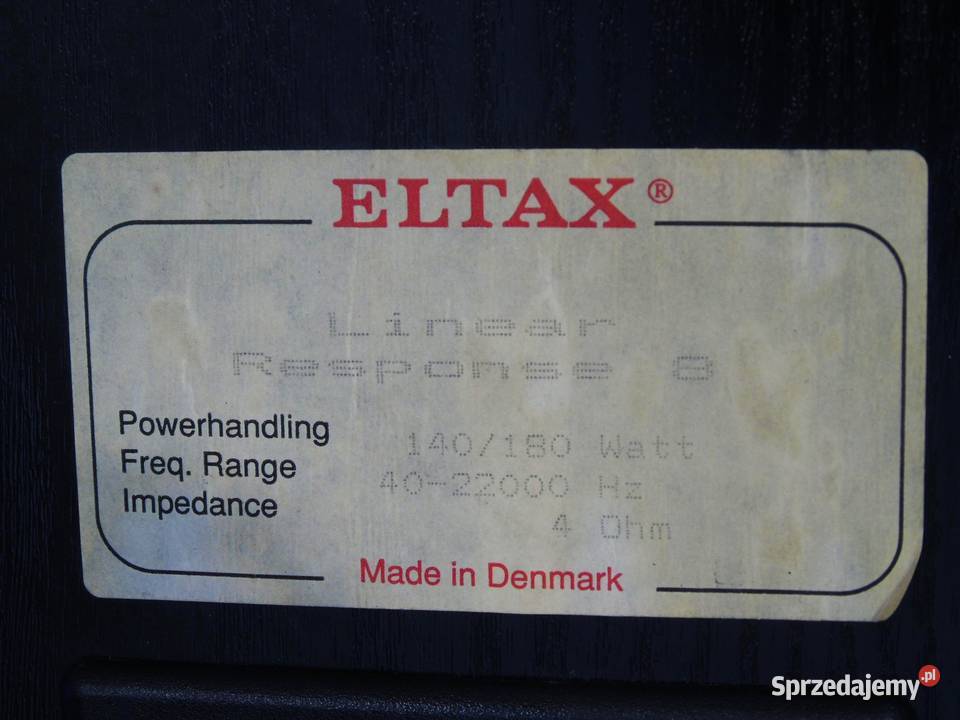 ELTAX®
Linear
Response 8
Powerhandling 140/180 Watt
Freq. Range 40-22000 Hz
Impedance 4 Ohm
Made in Denmark
Sprzedajemy.pl